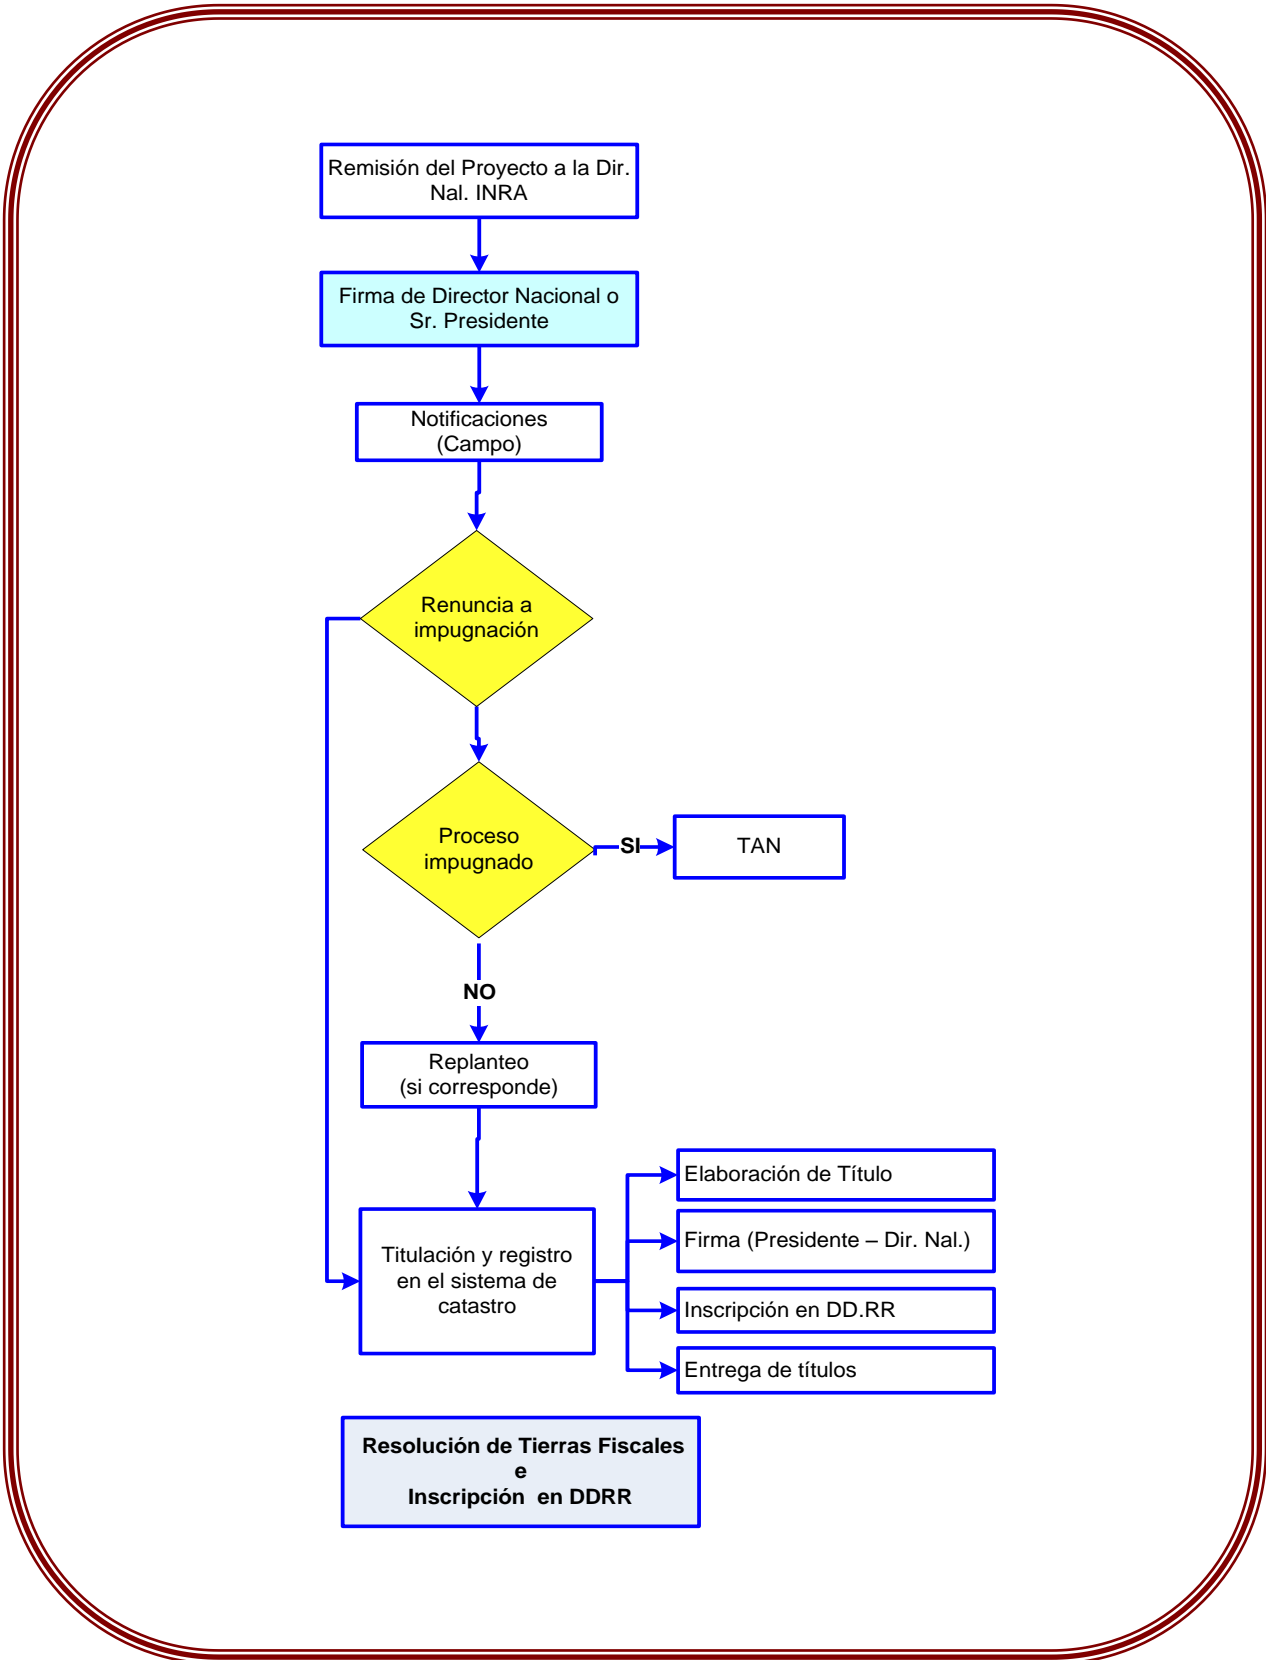 Remisión del Proyecto a la Dir.
Nal. INRA
Firma de Director Nacional o
Sr. Presidente
Notificaciones
(Campo)
Renuncia a
impugnación
Proceso
impugnado
SI
TAN
NO
Replanteo
(si corresponde)
Titulación y registro
en el sistema de
catastro
Elaboración de Título
Firma (Presidente – Dir. Nal.)
Inscripción en DD.RR
Entrega de títulos
Resolución de Tierras Fiscales
e
Inscripción en DDRR